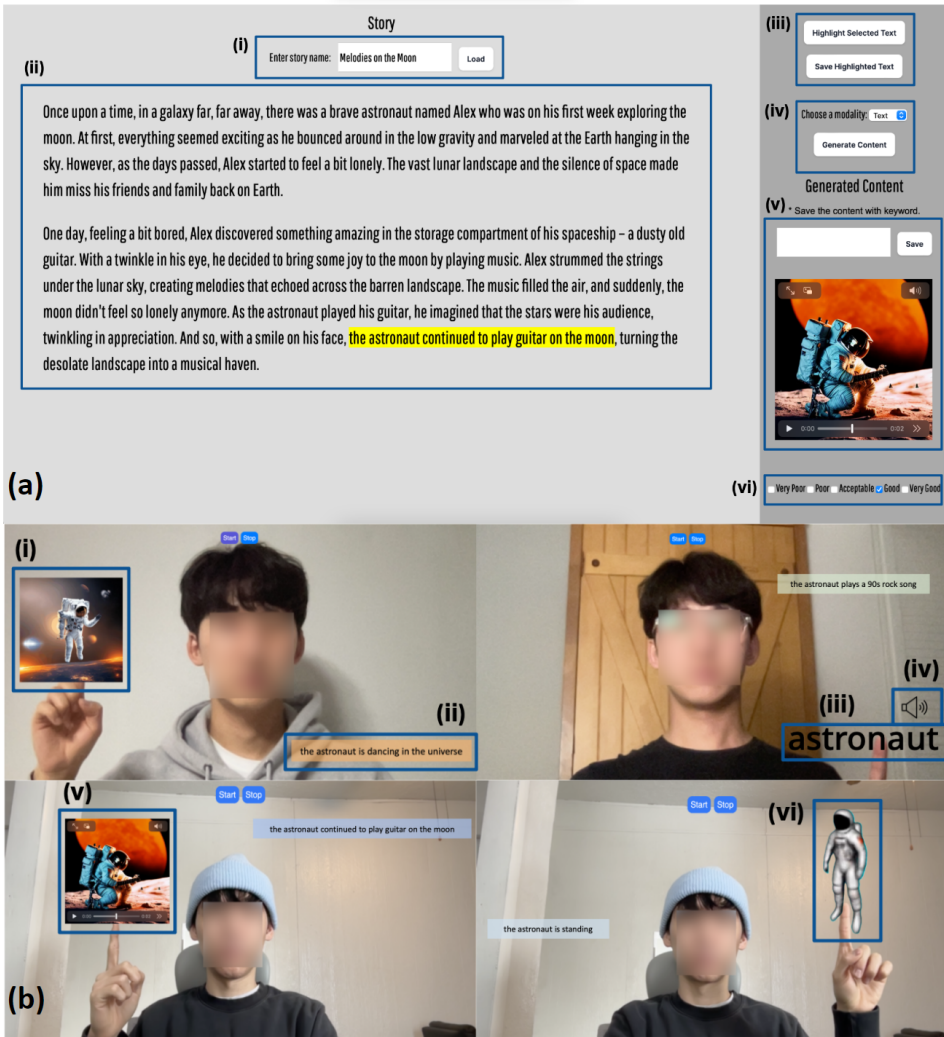 Story
(i)
Enter story name: Melodies on the Moon Load
(ii)
Once upon a time, in a galaxy far, far away, there was a brave astronaut named Alex who was on his first week exploring the
moon. At first, everything seemed exciting as he bounced around in the low gravity and marveled at the Earth hanging in the
sky. However, as the days passed, Alex started to feel a bit lonely. The vast lunar landscape and the silence of space made
him miss his friends and family back on Earth.
One day, feeling a bit bored, Alex discovered something amazing in the storage compartment of his spaceship – a dusty old
guitar. With a twinkle in his eye, he decided to bring some joy to the moon by playing music. Alex strummed the strings
under the lunar sky, creating melodies that echoed across the barren landscape. The music filled the air, and suddenly, the
moon didn't feel so lonely anymore. As the astronaut played his guitar, he imagined that the stars were his audience,
twinkling in appreciation. And so, with a smile on his face, the astronaut continued to play guitar on the moon, turning the
desolate landscape into a musical haven.
(iii)
Highlight Selected Text
Save Highlighted Text
(iv)
Choose a modality: Text
Generate Content
Generated Content
(v)
* Save the content with keyword.
Save
0:00 0:02
(vi)
Very Poor Poor Acceptable Good Very Good
(a)
(i)
Start Stop
(ii)
the astronaut is dancing in the universe
Start Stop
the astronaut plays a 90s rock song
(iv)
(iii)
astronaut
(v)
Start Stop
the astronaut continued to play guitar on the moon
0:00 0:02
Start Stop
(vi)
the astronaut is standing
(b)